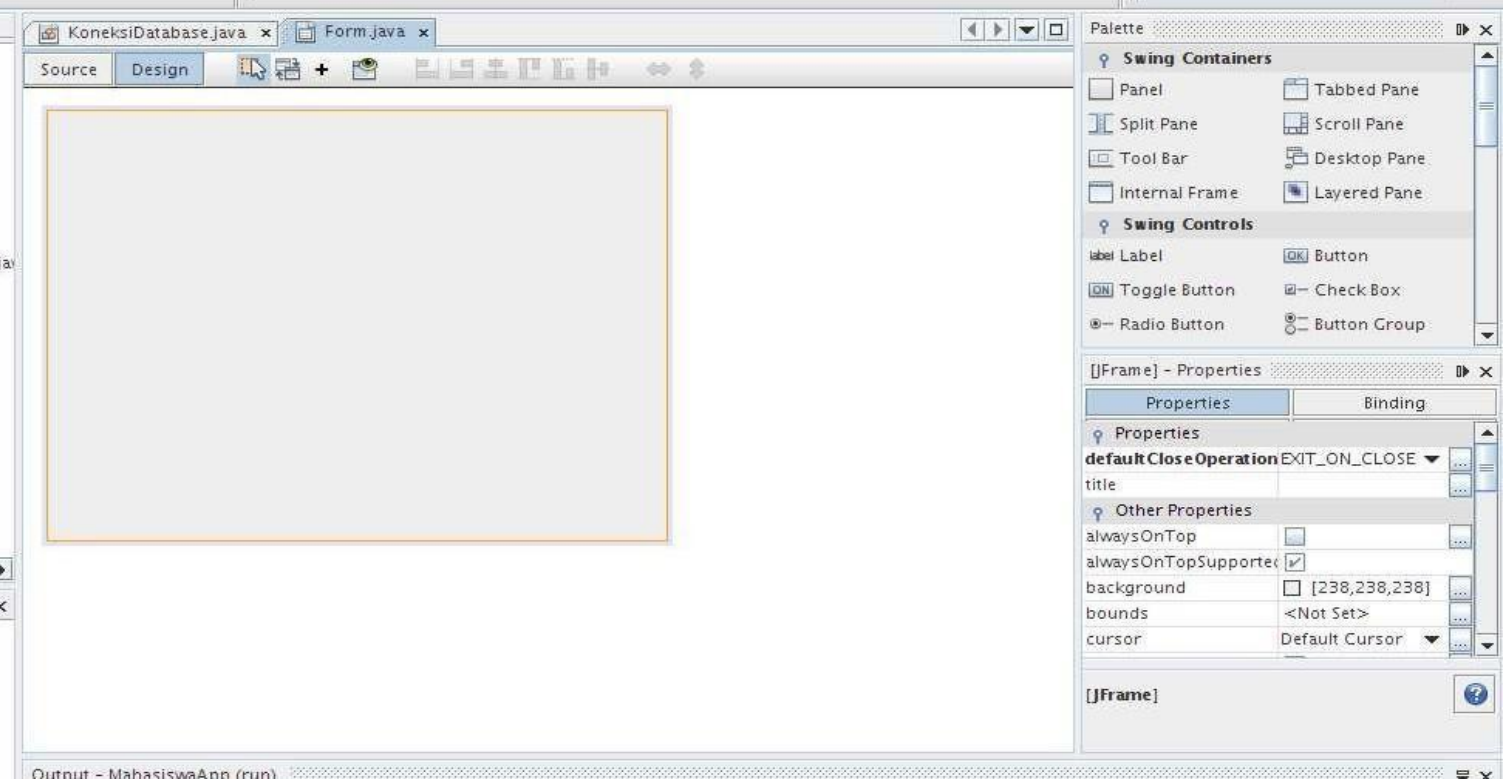 KoneksiDatabase.java x Form.java x
Source Design
Palette
Swing Containers
Panel Tabbed Pane
Split Pane Scroll Pane
Tool Bar Desktop Pane
Internal Frame Layered Pane
Swing Controls
label Label OK Button
ON Toggle Button Check Box
Radio Button Button Group
[JFrame] - Properties
Properties Binding
Properties
defaultCloseOperation EXIT_ON_CLOSE ...
title ...
Other Properties
alwaysOnTop ...
alwaysOnTopSupported
background [238,238,238] ...
bounds <Not Set> ...
cursor Default Cursor ...
[JFrame]
Output - MahasiswaApp (run)